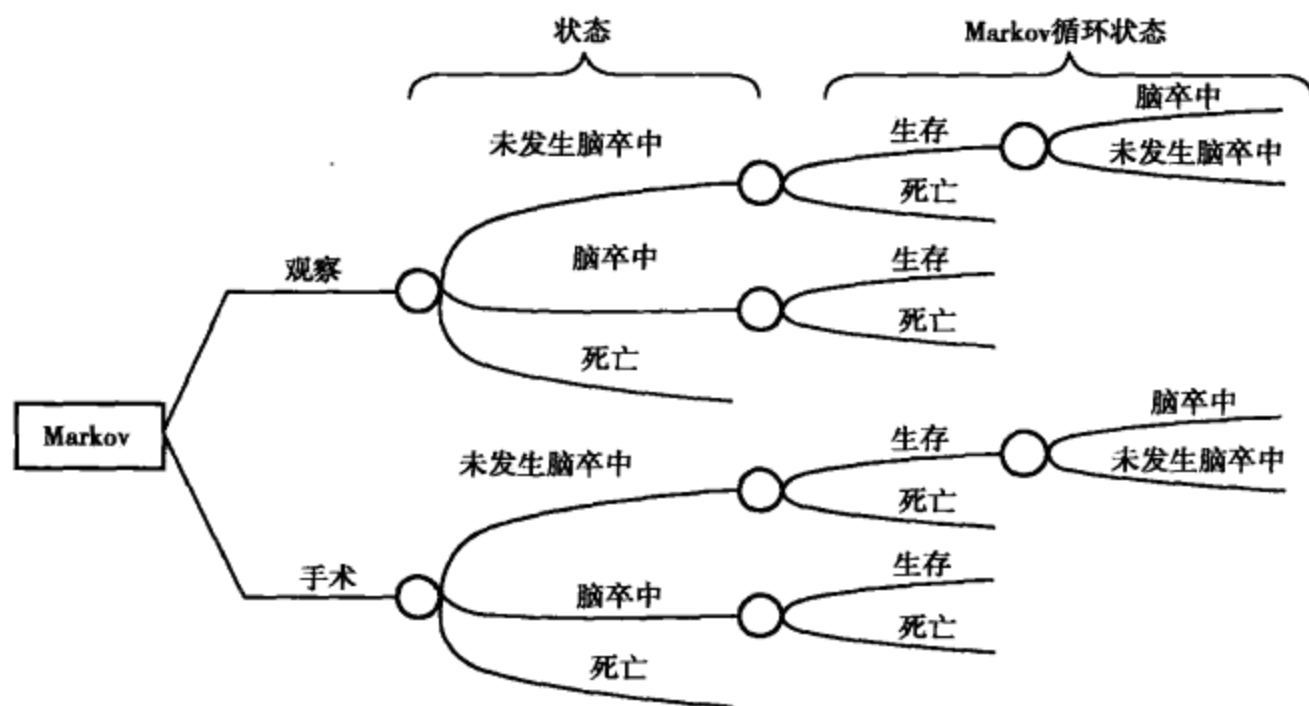 状态
Markov循环状态
脑卒中
未发生脑卒中
生存
未发生脑卒中
死亡
观察
脑卒中
生存
死亡
死亡
Markov
脑卒中
未发生脑卒中
生存
未发生脑卒中
死亡
手术
脑卒中
生存
死亡
死亡